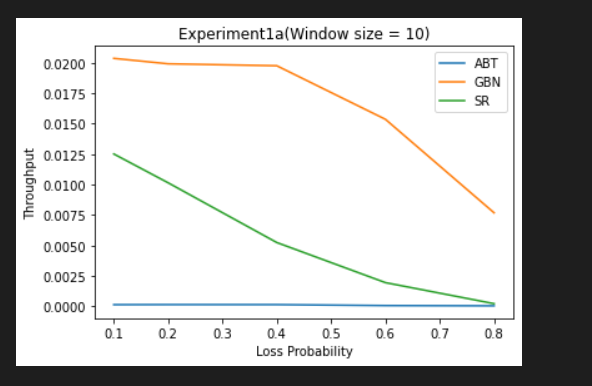 Experiment1a(Window size = 10)
ABT
GBN
SR
Throughput
0.0200
0.0175
0.0150
0.0125
0.0100
0.0075
0.0050
0.0025
0.0000
0.1 0.2 0.3 0.4 0.5 0.6 0.7 0.8
Loss Probability